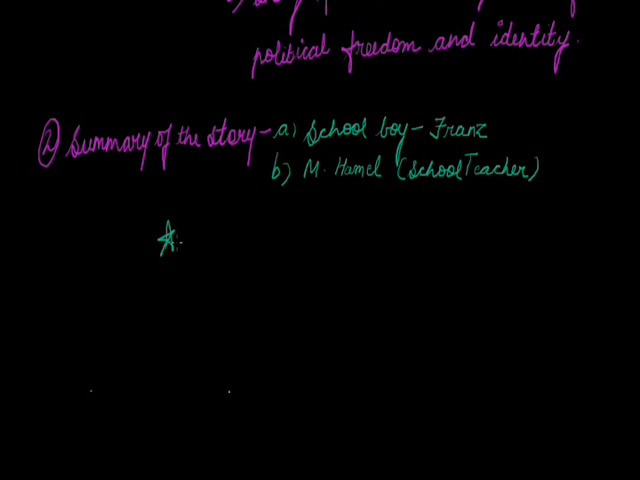 political freedom and identity.
(2) Summary of the story - a) School boy - Franz
b) M. Hamel (School Teacher)